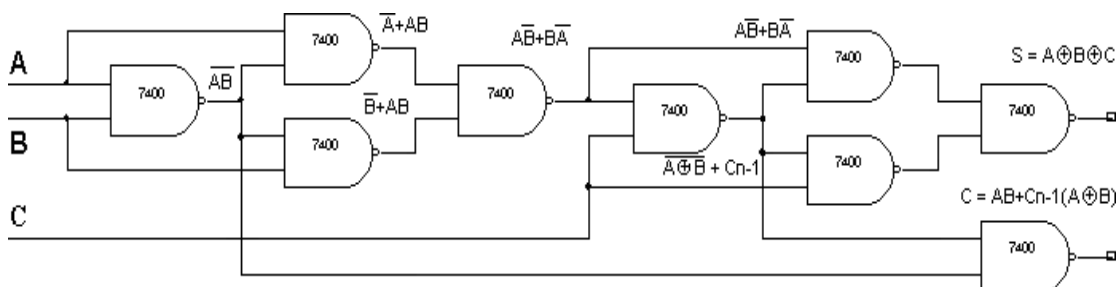 A̅+AB
7400
AB̅+BA̅
AB̅+BA̅
7400
S = A⊕B⊕C
A
A̅B̅
7400
7400
7400
7400
B̅+AB
B
7400
7400
A̅⊕̅B̅ + Cn-1
C = AB+Cn-1(A⊕B)
C
7400